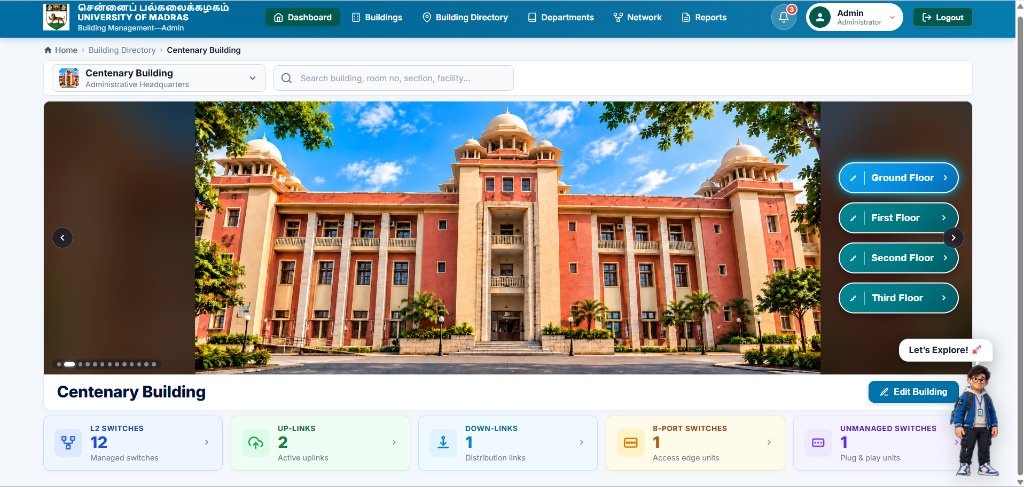 சென்னைப் பல்கலைக்கழகம்
UNIVERSITY OF MADRAS
Building Management—Admin
Dashboard
Buildings
Building Directory
Departments
Network
Reports
3
Admin
Administrator
Logout
Home › Building Directory › Centenary Building
Centenary Building
Administrative Headquarters
Search building, room no, section, facility...
Ground Floor
First Floor
Second Floor
Third Floor
Let's Explore!
Centenary Building
Edit Building
L2 SWITCHES
12
Managed switches
UP-LINKS
2
Active uplinks
DOWN-LINKS
1
Distribution links
8-PORT SWITCHES
1
Access edge units
UNMANAGED SWITCHES
1
Plug & play units